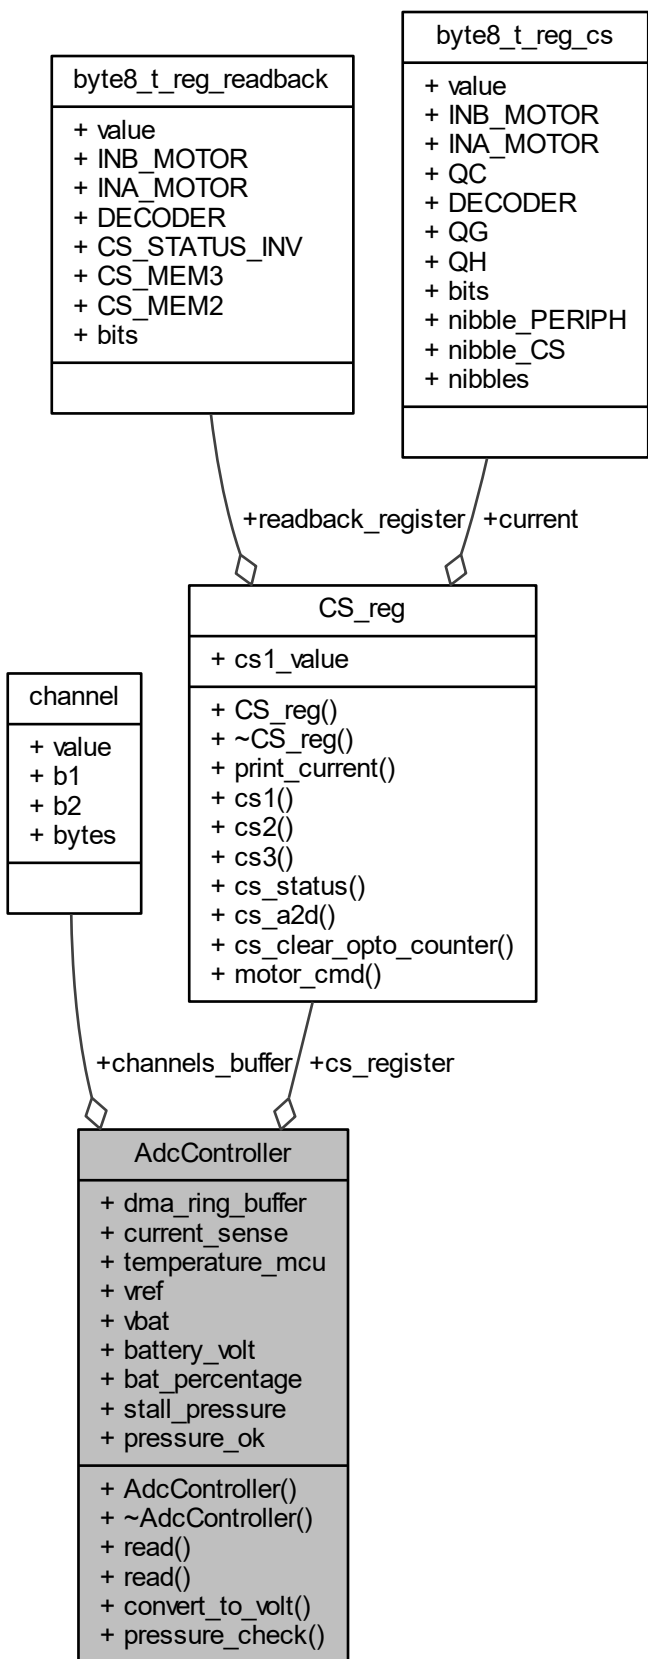 byte8_t_reg_cs
+ value
+ INB_MOTOR
+ INA_MOTOR
+ QC
+ DECODER
+ QG
+ QH
+ bits
+ nibble_PERIPH
+ nibble_CS
+ nibbles
byte8_t_reg_readback
+ value
+ INB_MOTOR
+ INA_MOTOR
+ DECODER
+ CS_STATUS_INV
+ CS_MEM3
+ CS_MEM2
+ bits
+readback_register
+current
CS_reg
+ cs1_value
+ CS_reg()
+ ~CS_reg()
+ print_current()
+ cs1()
+ cs2()
+ cs3()
+ cs_status()
+ cs_a2d()
+ cs_clear_opto_counter()
+ motor_cmd()
channel
+ value
+ b1
+ b2
+ bytes
+channels_buffer
+cs_register
AdcController
+ dma_ring_buffer
+ current_sense
+ temperature_mcu
+ vref
+ vbat
+ battery_volt
+ bat_percentage
+ stall_pressure
+ pressure_ok
+ AdcController()
+ ~AdcController()
+ read()
+ read()
+ convert_to_volt()
+ pressure_check()